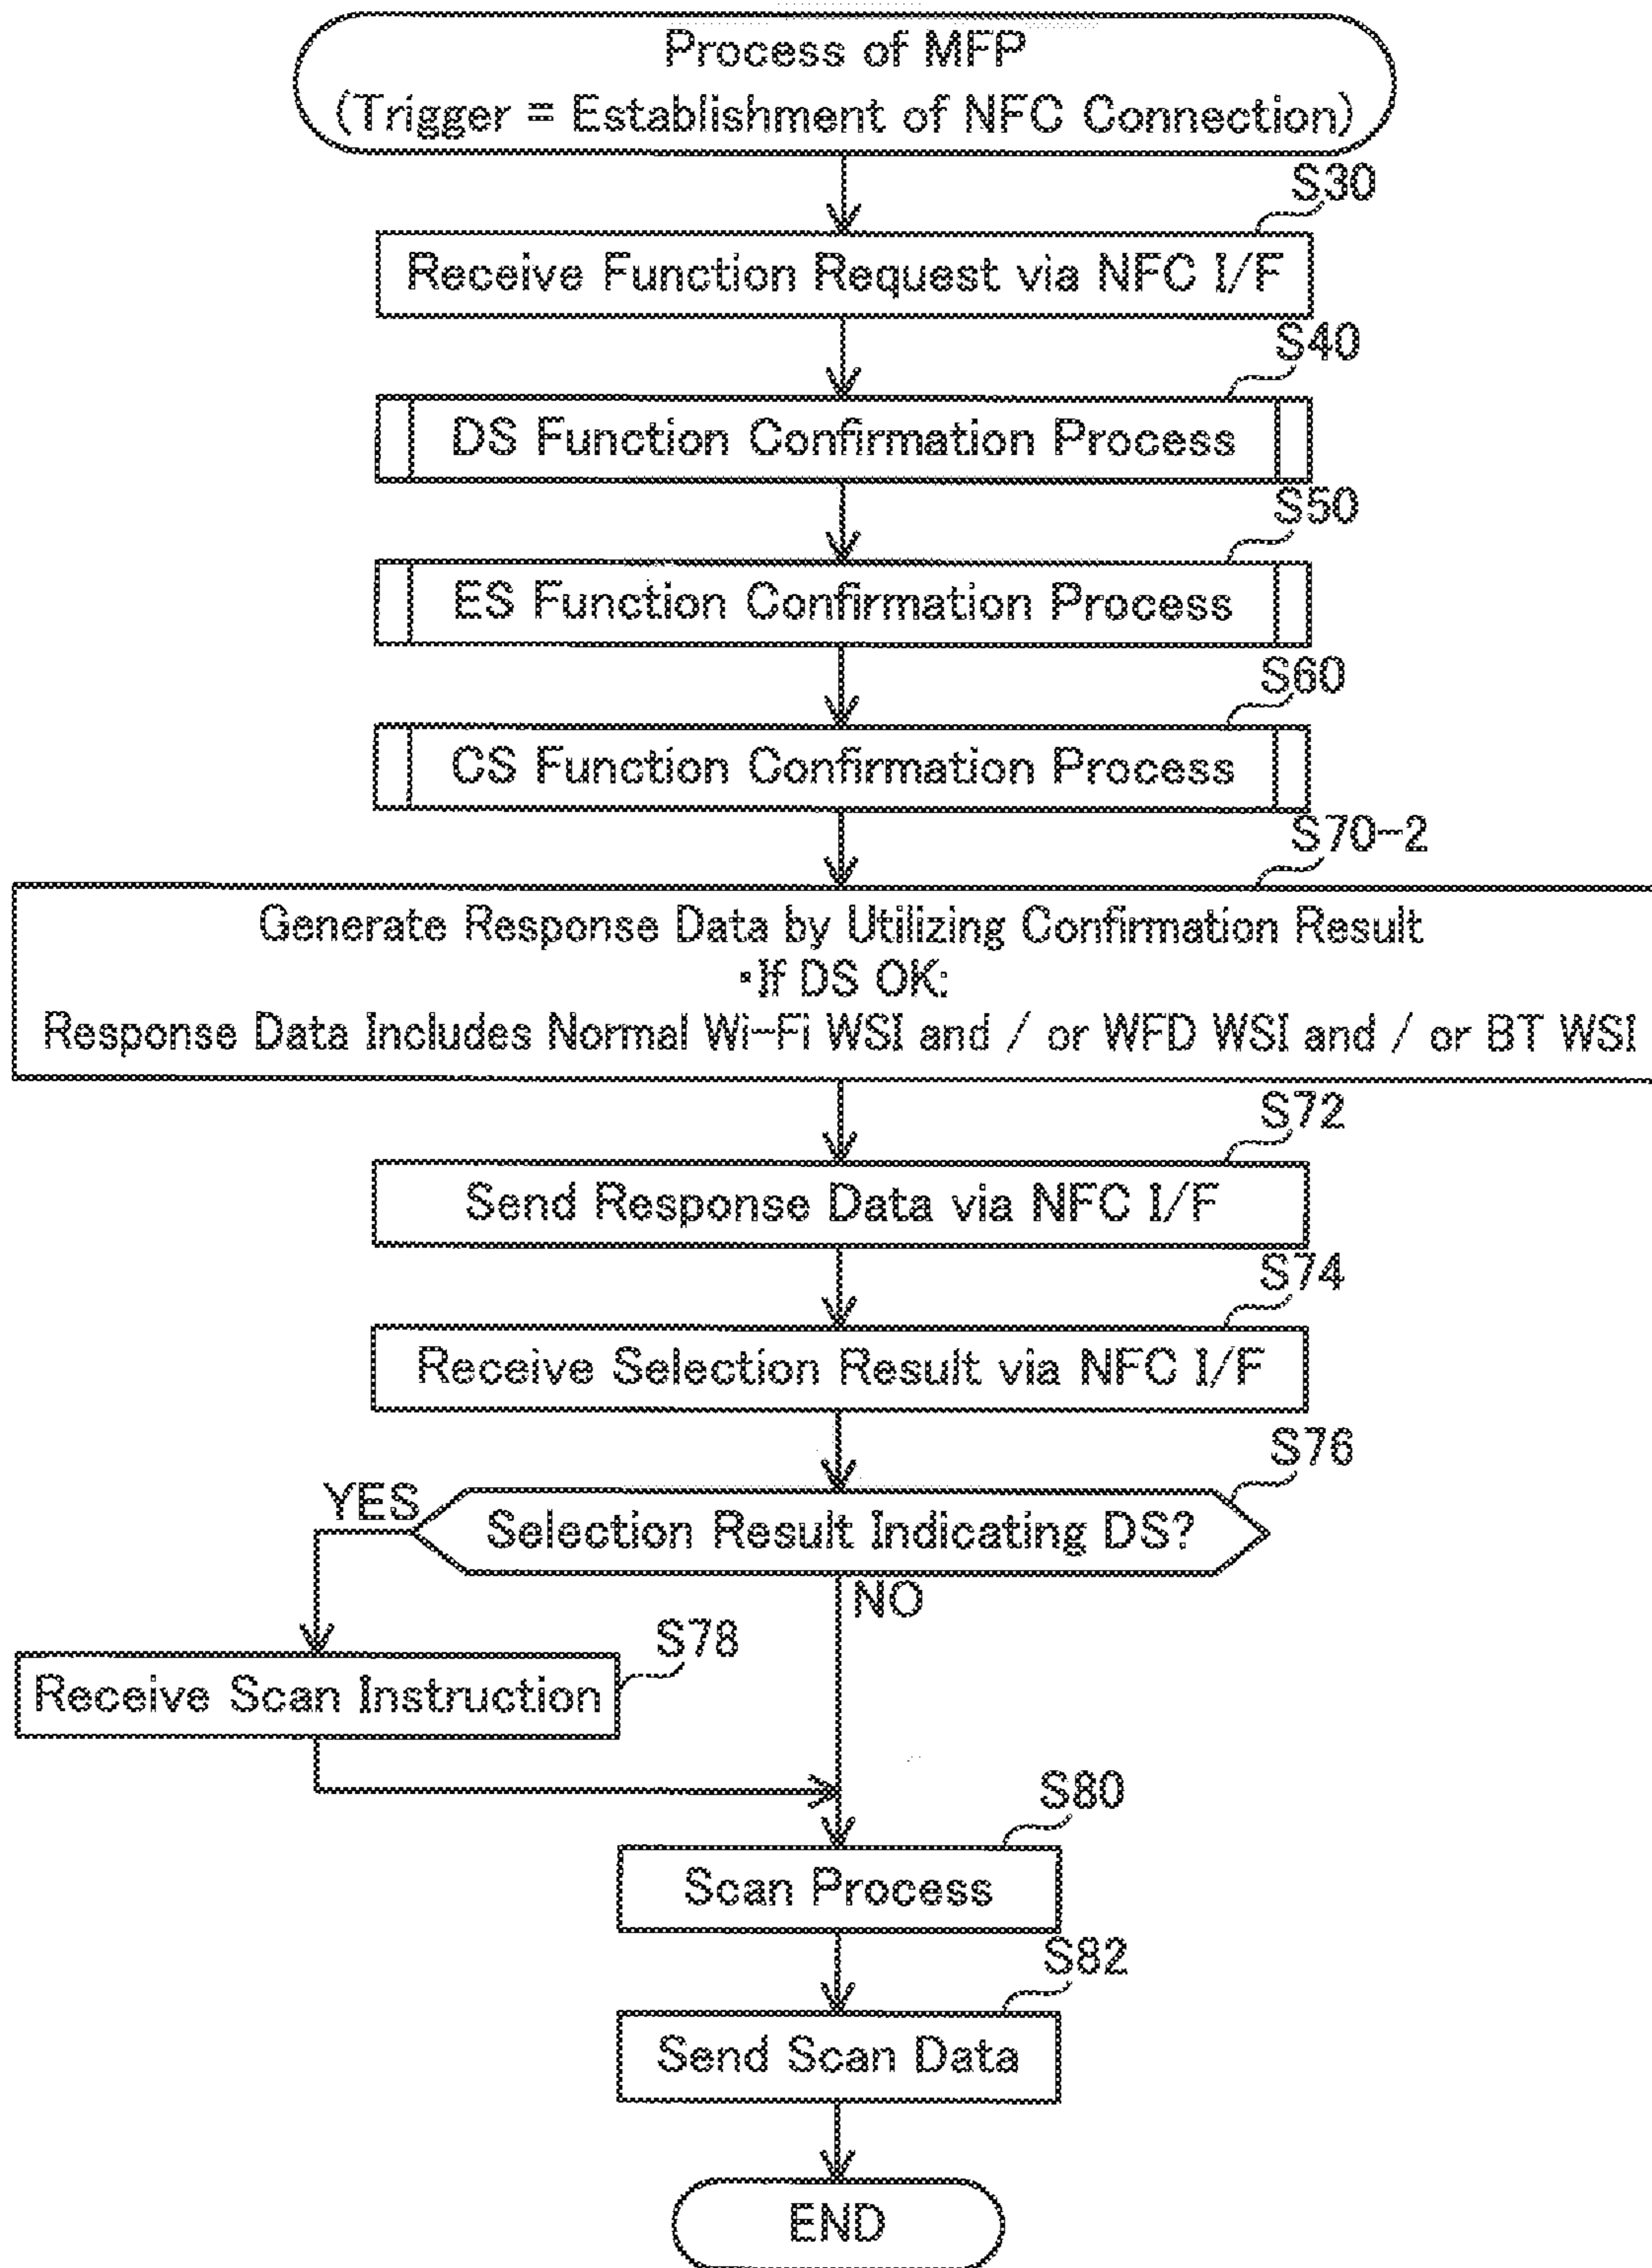 Process of MFP
(Trigger = Establishment of NFC Connection)
S30
Receive Function Request via NFC I/F
S40
DS Function Confirmation Process
S50
ES Function Confirmation Process
S60
CS Function Confirmation Process
S70-2
Generate Response Data by Utilizing Confirmation Result
・If DS OK:
Response Data Includes Normal Wi-Fi WSI and / or WFD WSI and / or BT WSI
S72
Send Response Data via NFC I/F
S74
Receive Selection Result via NFC I/F
S76
YES
Selection Result Indicating DS?
NO
S78
Receive Scan Instruction
S80
Scan Process
S82
Send Scan Data
END